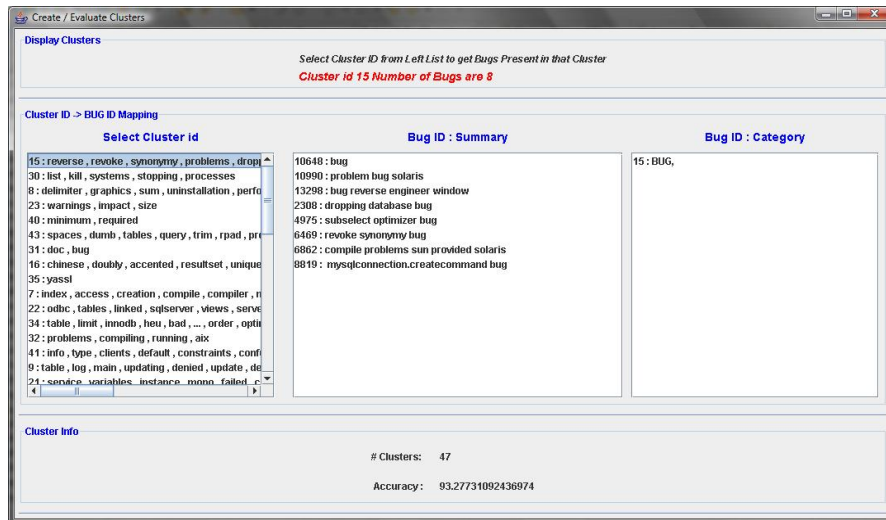 Create / Evaluate Clusters
Display Clusters
Select Cluster ID from Left List to get Bugs Present in that Cluster
Cluster id 15 Number of Bugs are 8
Cluster ID -> BUG ID Mapping
Select Cluster id
15 : reverse , revoke , synonymy , problems , drop
30 : list , kill , systems , stopping , processes
8 : delimiter , graphics , sum , uninstallation , perfo
23 : warnings , impact , size
40 : minimum , required
43 : spaces , dumb , tables , query , trim , rpad , pr
31 : doc , bug
16 : chinese , doubly , accented , resultset , unique
35 : yassl
7 : index , access , creation , compile , compiler ,
22 : odbc , tables , linked , sqlserver , views , serve
34 : table , limit , innodb , heu , bad , ... , order , opti
32 : problems , compiling , running , aix
41 : info , type , clients , default , constraints , conf
9 : table , log , main , updating , denied , update , de
21 : service , variables , instance , mono , failed , c
Bug ID : Summary
10648 : bug
10990 : problem bug solaris
13298 : bug reverse engineer window
2308 : dropping database bug
4975 : subselect optimizer bug
6469 : revoke synonymy bug
6862 : compile problems sun provided solaris
8819 : mysqlconnection.createcommand bug
Bug ID : Category
15 : BUG,
Cluster Info
# Clusters: 47
Accuracy : 93.27731092436974